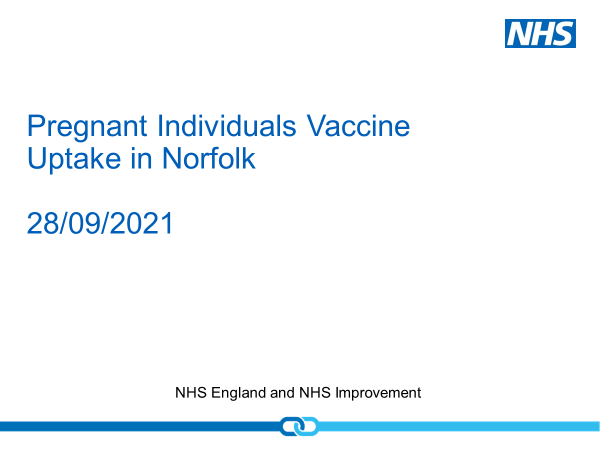 NHS
Pregnant Individuals Vaccine
Uptake in Norfolk
28/09/2021
NHS England and NHS Improvement